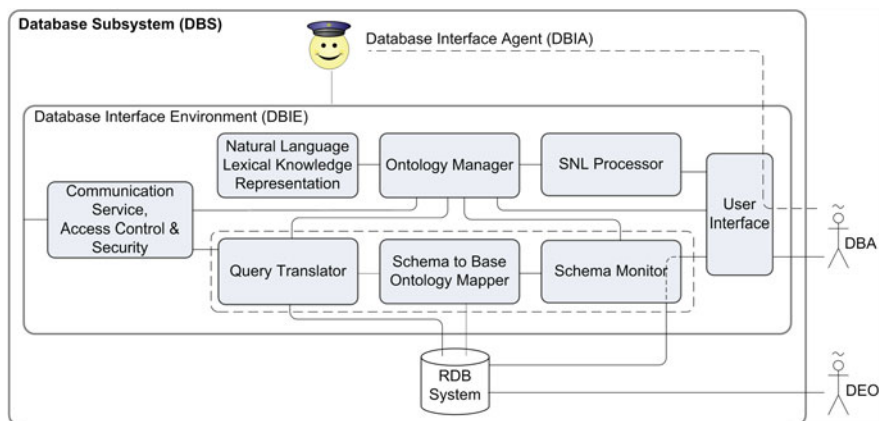 Database Subsystem (DBS)
Database Interface Agent (DBIA)
Database Interface Environment (DBIE)
Natural Language
Lexical Knowledge
Representation
Ontology Manager
SNL Processor
Communication
Service,
Access Control &
Security
User
Interface
DBA
Query Translator
Schema to Base
Ontology Mapper
Schema Monitor
RDB
System
DEO